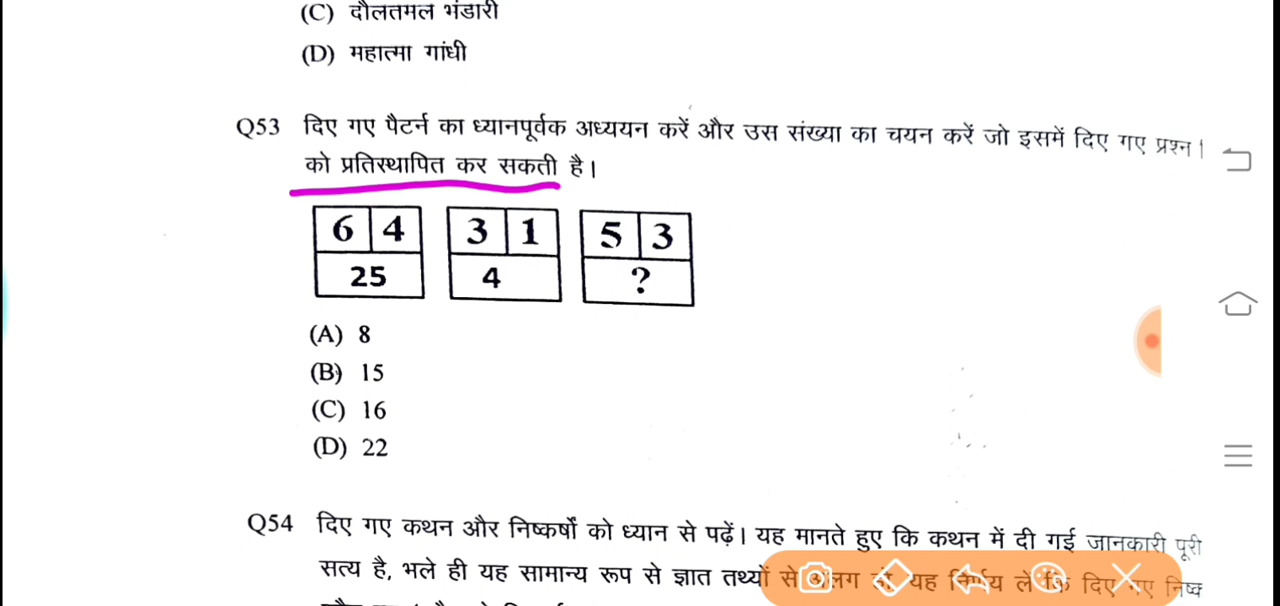 (C) दौलतमल भंडारी
(D) महात्मा गांधी
Q53 दिए गए पैटर्न का ध्यानपूर्वक अध्ययन करें और उस संख्या का चयन करें जो इसमें दिए गए प्रश्न।
को प्रतिस्थापित कर सकती है।
6 4 3 1 5 3
25 4 ?
(A) 8
(B) 15
(C) 16
(D) 22
Q54 दिए गए कथन और निष्कर्षों को ध्यान से पढ़ें। यह मानते हुए कि कथन में दी गई जानकारी पूरी
सत्य है, भले ही यह सामान्य रूप से ज्ञात तथ्यों से यह निर्णय ले कि दिए